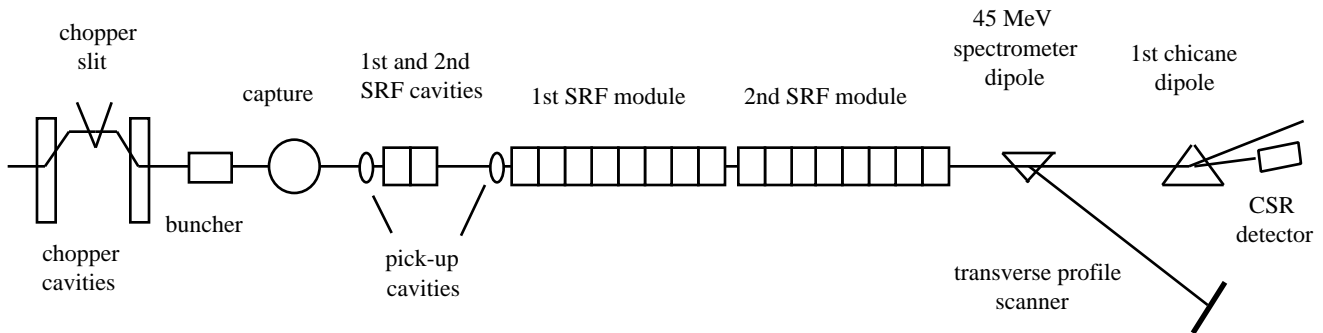 chopper
slit
capture
1st and 2nd
SRF cavities
1st SRF module
2nd SRF module
45 MeV
spectrometer
dipole
1st chicane
dipole
buncher
chopper
cavities
pick-up
cavities
transverse profile
scanner
CSR
detector